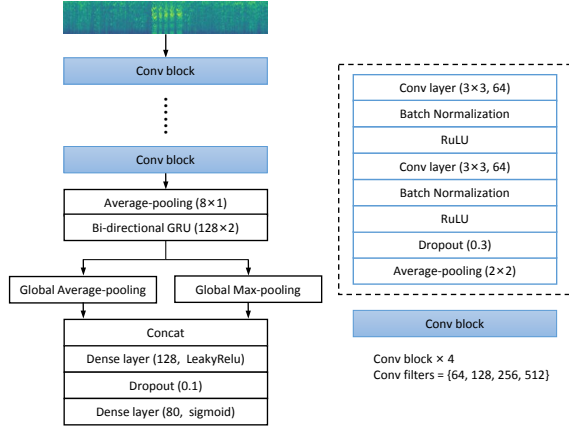 Conv block
Conv block
Average-pooling (8×1)
Bi-directional GRU (128×2)
Global Average-pooling
Global Max-pooling
Concat
Dense layer (128, LeakyRelu)
Dropout (0.1)
Dense layer (80, sigmoid)
Conv layer (3×3, 64)
Batch Normalization
RuLU
Conv layer (3×3, 64)
Batch Normalization
RuLU
Dropout (0.3)
Average-pooling (2×2)
Conv block
Conv block × 4
Conv filters = {64, 128, 256, 512}